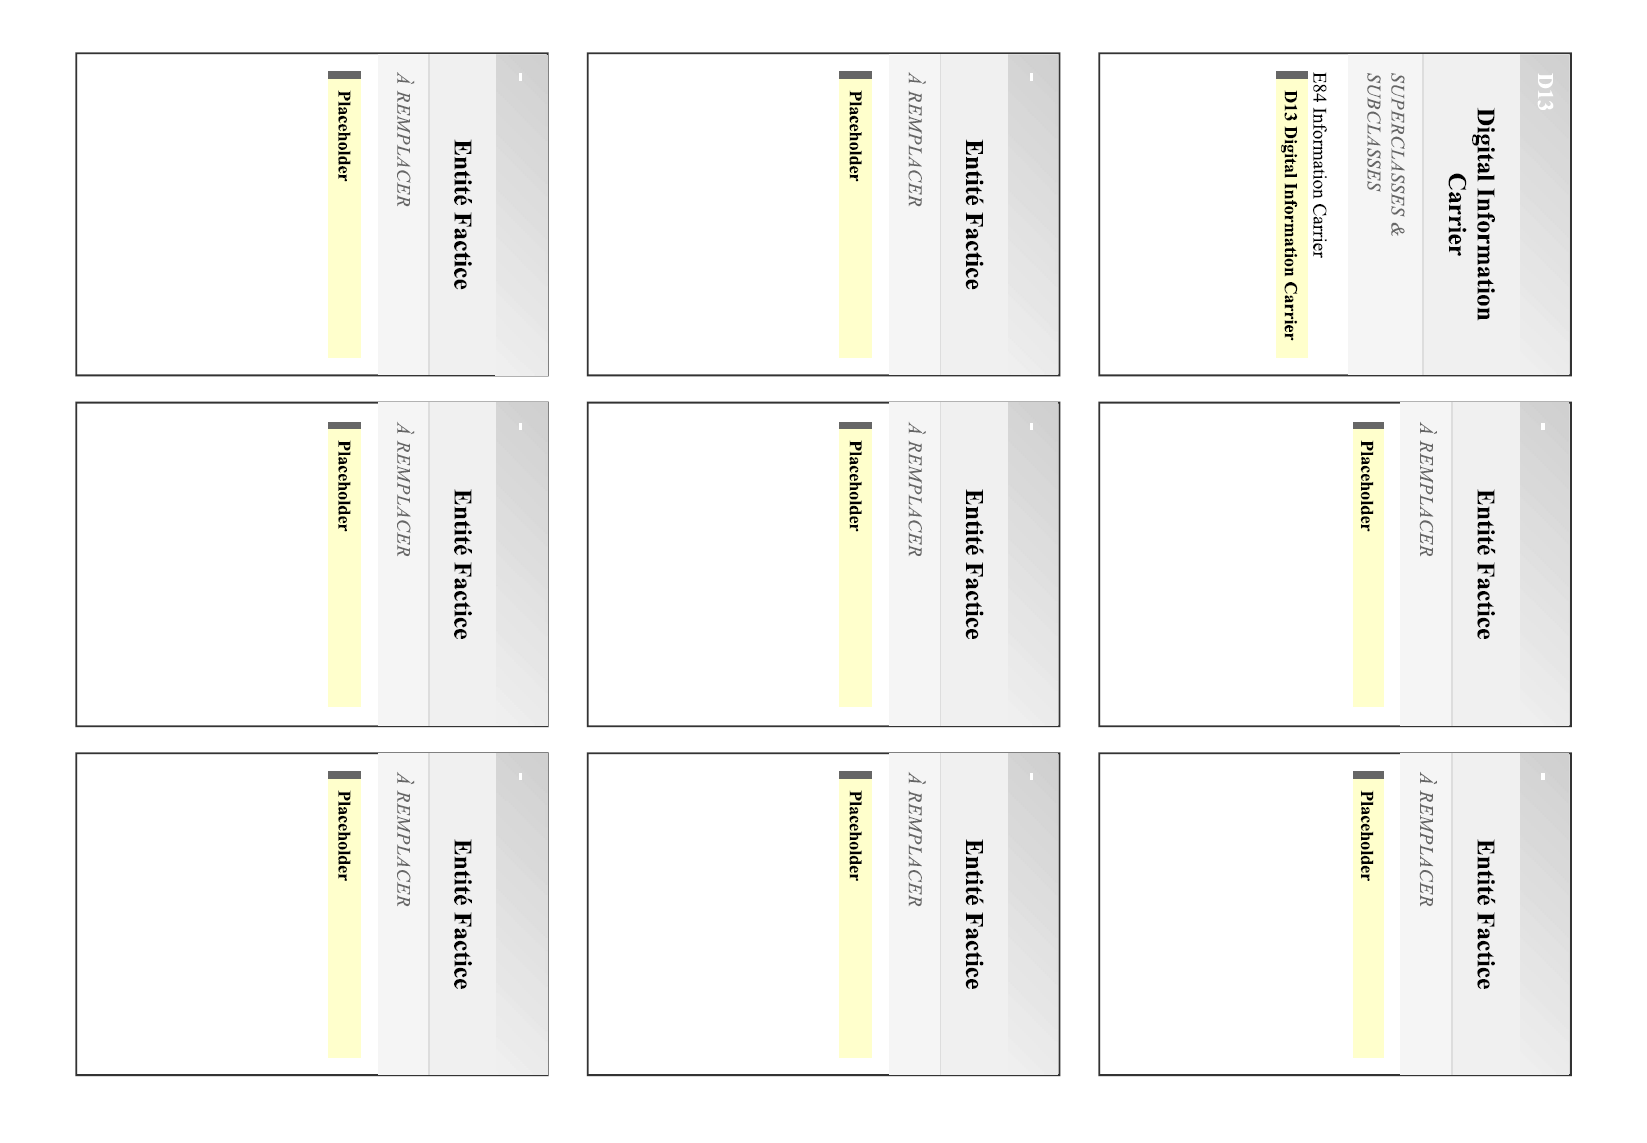 D13
Digital Information
Carrier
SUPERCLASSES &
SUBCLASSES
E84 Information Carrier
D13 Digital Information Carrier
-
Entité Factice
À REMPLACER
Placeholder
-
Entité Factice
À REMPLACER
Placeholder
-
Entité Factice
À REMPLACER
Placeholder
-
Entité Factice
À REMPLACER
Placeholder
-
Entité Factice
À REMPLACER
Placeholder
-
Entité Factice
À REMPLACER
Placeholder
-
Entité Factice
À REMPLACER
Placeholder
-
Entité Factice
À REMPLACER
Placeholder